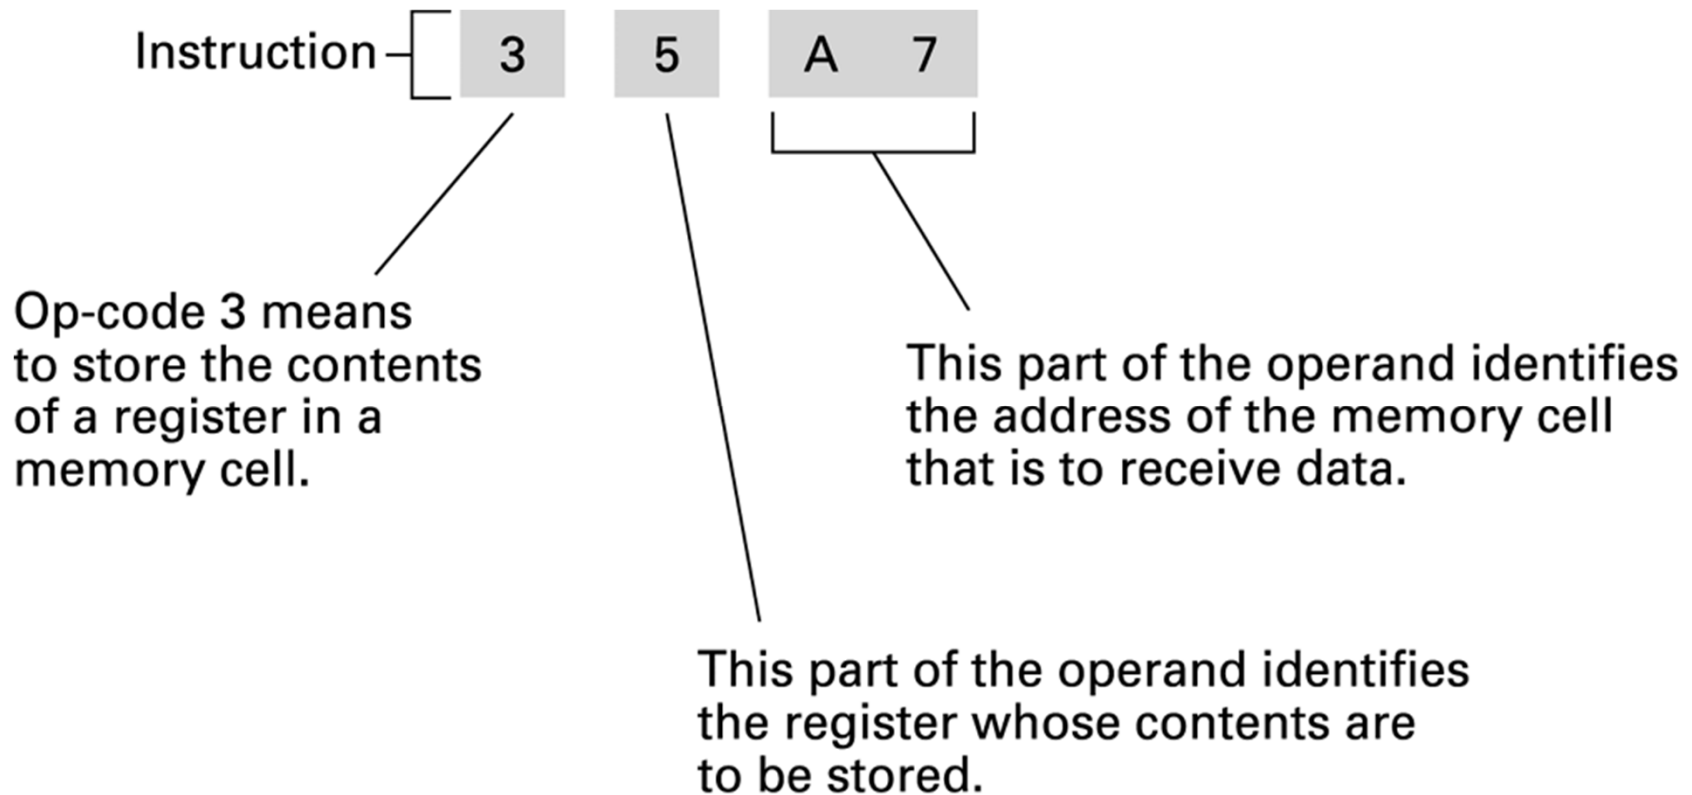 Instruction 3 5 A 7
Op-code 3 means
to store the contents
of a register in a
memory cell.
This part of the operand identifies
the address of the memory cell
that is to receive data.
This part of the operand identifies
the register whose contents are
to be stored.